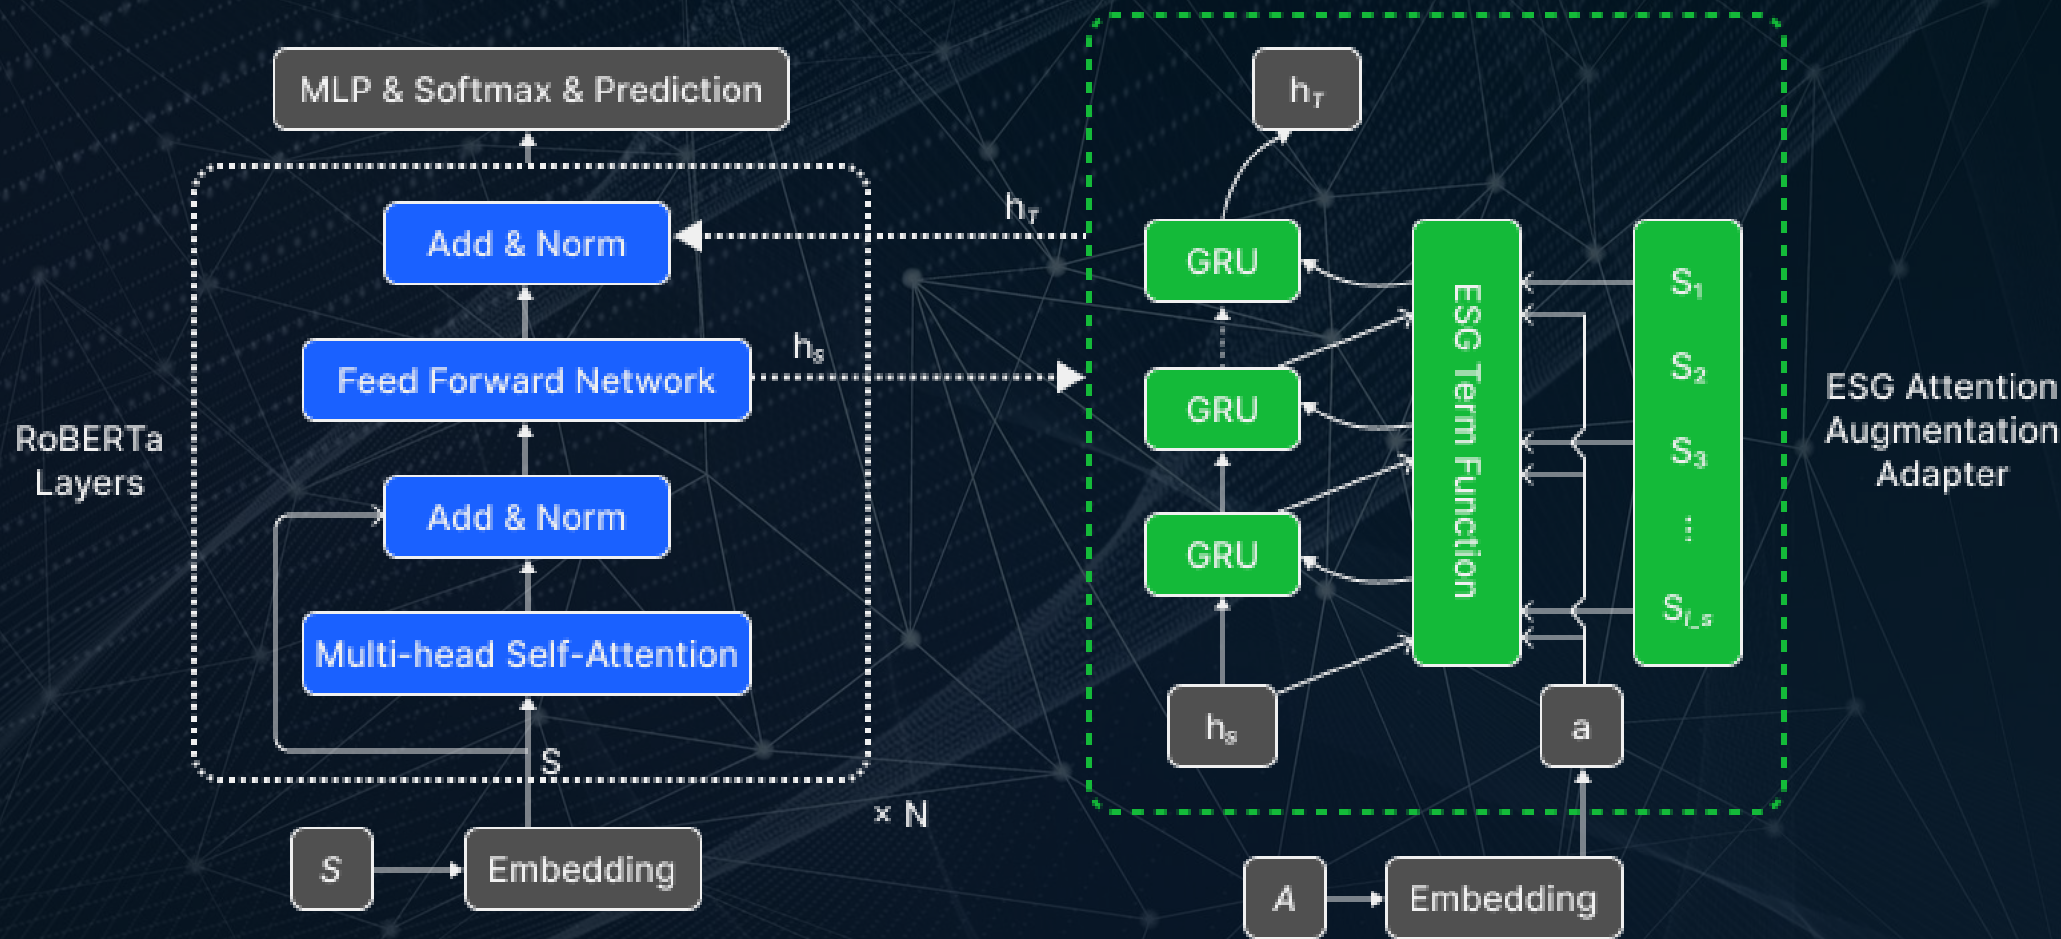 MLP & Softmax & Prediction
Add & Norm
Feed Forward Network
Add & Norm
Multi-head Self-Attention
S
S
Embedding
× N
RoBERTa
Layers
hT
hs
hT
GRU
GRU
GRU
hs
ESG Term Function
S1
S2
S3
⋮
Sl_s
a
A
Embedding
ESG Attention
Augmentation
Adapter